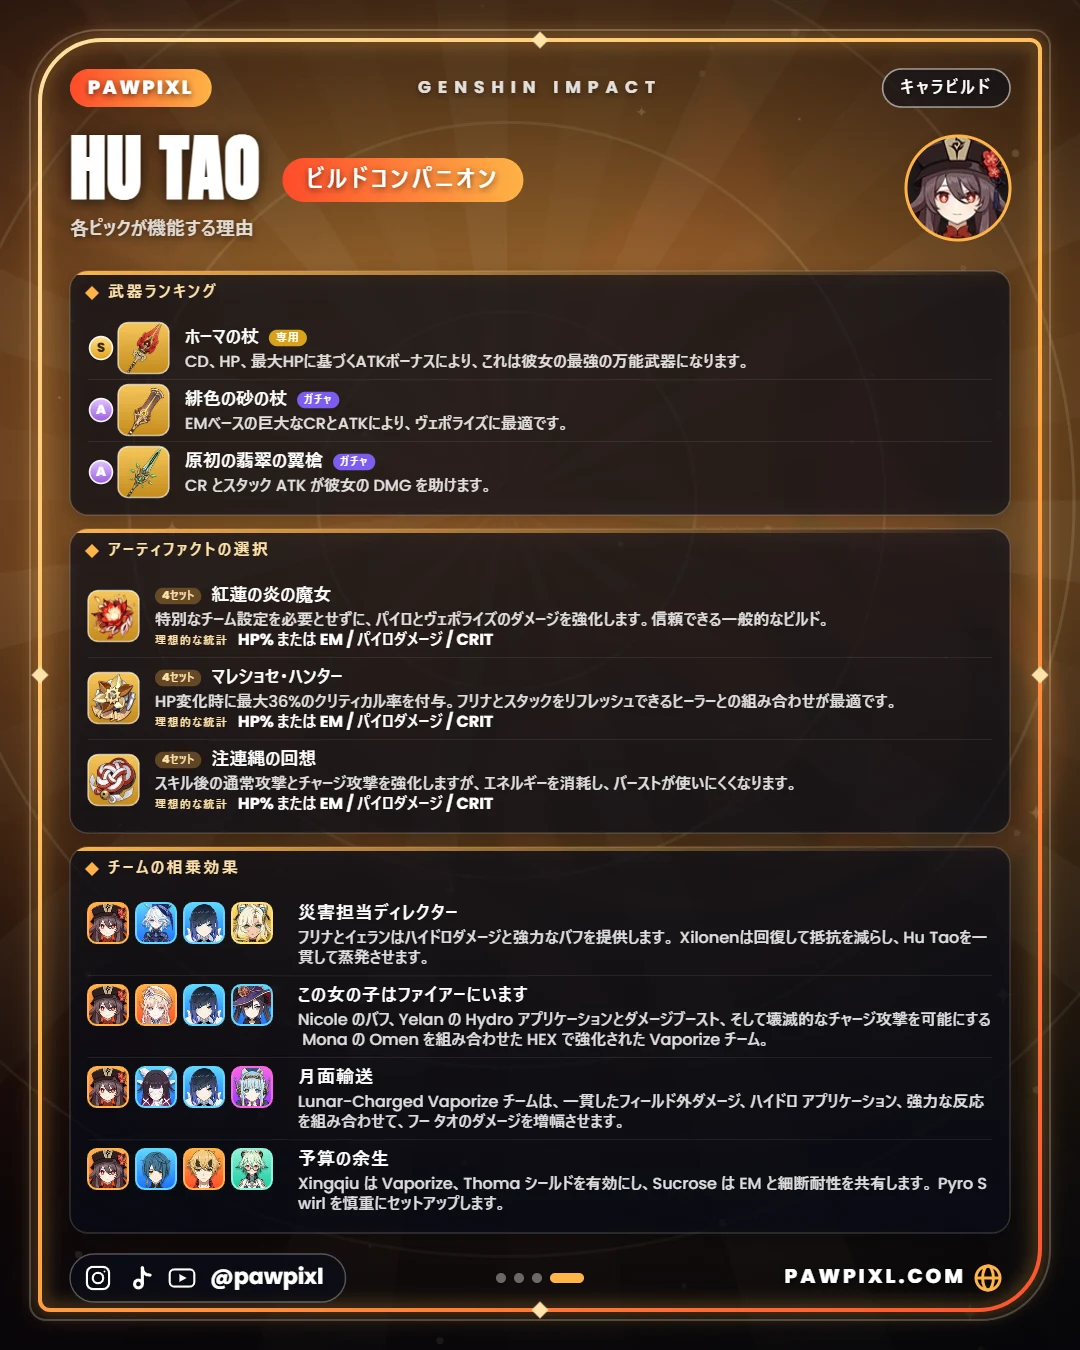 PAWPIXL
GENSHIN IMPACT
キャラビルド
HU TAO
ビルドコンパニオン
各ピックが機能する理由
武器ランキング
S
ホーマの杖 専用
CD、HP、最大HPに基づくATKボーナスにより、これは彼女の最強の万能武器になります。
A
緋色の砂の杖 ガチャ
EMベースの巨大なCRとATKにより、ヴェポライズに最適です。
A
原初の翡翠の翼槍 ガチャ
CR とスタック ATK が彼女の DMG を助けます。
アーティファクトの選択
4セット 紅蓮の炎の魔女
特別なチーム設定を必要とせずに、パイロとヴェポライズのダメージを強化します。信頼できる一般的なビルド。
理想的な統計 HP% または EM / パイロダメージ / CRIT
4セット マレショセ・ハンター
HP変化時に最大36%のクリティカル率を付与。フリナとスタックをリフレッシュできるヒーラーとの組み合わせが最適です。
理想的な統計 HP% または EM / パイロダメージ / CRIT
4セット 注連縄の回想
スキル後の通常攻撃とチャージ攻撃を強化しますが、エネルギーを消耗し、バーストが使いにくくなります。
理想的な統計 HP% または EM / パイロダメージ / CRIT
チームの相乗効果
災害担当ディレクター
フリナとイェランはハイドロダメージと強力なバフを提供します。Xilonenは回復して抵抗を減らし、Hu Taoを一
貫して蒸発させます。
この女の子はファイアーにいます
Nicole のバフ、Yelan の Hydro アプリケーションとダメージブースト、そして壊滅的なチャージ攻撃を可能にする
Mona の Omen を組み合わせた HEX で強化された Vaporize チーム。
月面輸送
Lunar-Charged Vaporize チームは、一貫したフィールド外ダメージ、ハイドロ アプリケーション、強力な反応
を組み合わせて、フー タオのダメージを増幅させます。
予算の余生
Xingqiu は Vaporize、Thoma シールドを有効にし、Sucrose は EM と細断耐性を共有します。Pyro S
wirl を慎重にセットアップします。
@pawpixl
PAWPIXL.COM